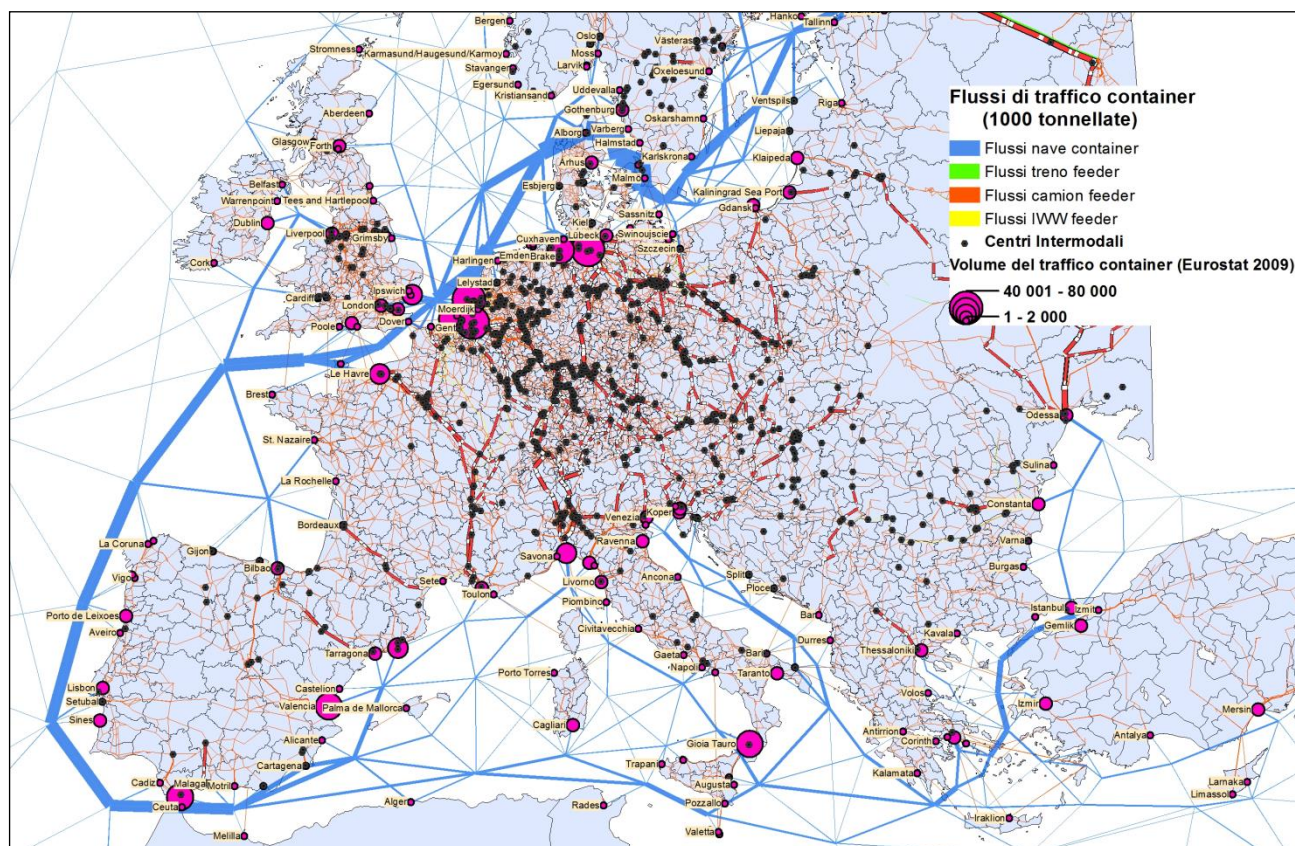 Bergen
Oslo
Västeras
Hanko
Tallinn
Stromness
Karmasund/Haugesund/Karmoy
Moss
Stavanger
Larvik
Oxeloesund
Egersund
Kristiansand
Uddevalla
Ventspils
Riga
Aberdeen
Gothenburg
Oskarshamn
Glasgow
Forth
Alborg
Varberg
Halmstad
Liepaja
Århus
Karlskrona
Klaipeda
Belfast
Esbjerg
Malmo
Kaliningrad Sea Port
Warrenpoint
Tees and Hartlepool
Gdansk
Dublin
Kiel
Sassnitz
Liverpool
Grimsby
Cuxhaven
Lübeck
Swinoujscie
Szczecin
Cork
Harlingen
Emden
Brake
Lelystad
Cardiff
Ipswich
London
Moerdijk
Poole
Dover
Gent
Le Havre
Brest
St. Nazaire
La Rochelle
Bordeaux
Odessa
Sulina
Constanta
Varna
Burgas
Venezia
Koper
Ravenna
Savona
La Coruna
Gijon
Bilbao
Vigo
Sete
Toulon
Livorno
Ancona
Split
Ploce
Piombino
Porto de Leixoes
Aveiro
Civitavecchia
Bar
Durres
Istanbul
Izmit
Gemlik
Kavala
Thessaloniki
Tarragona
Gaeta
Napoli
Bari
Taranto
Porto Torres
Lisbon
Setubal
Sines
Castelion
Valencia
Palma de Mallorca
Cagliari
Volos
Izmir
Mersin
Alicante
Gioia Tauro
Antirrion
Corinth
Antalya
Cartagena
Trapani
Kalamata
Cadiz
Malaga
Motril
Augusta
Larnaka
Limassol
Ceuta
Alger
Rades
Pozzallo
Melilla
Valetta
Iraklion
Flussi di traffico container
(1000 tonnellate)
Flussi nave container
Flussi treno feeder
Flussi camion feeder
Flussi IWW feeder
Centri Intermodali
Volume del traffico container (Eurostat 2009)
40 001 - 80 000
1 - 2 000